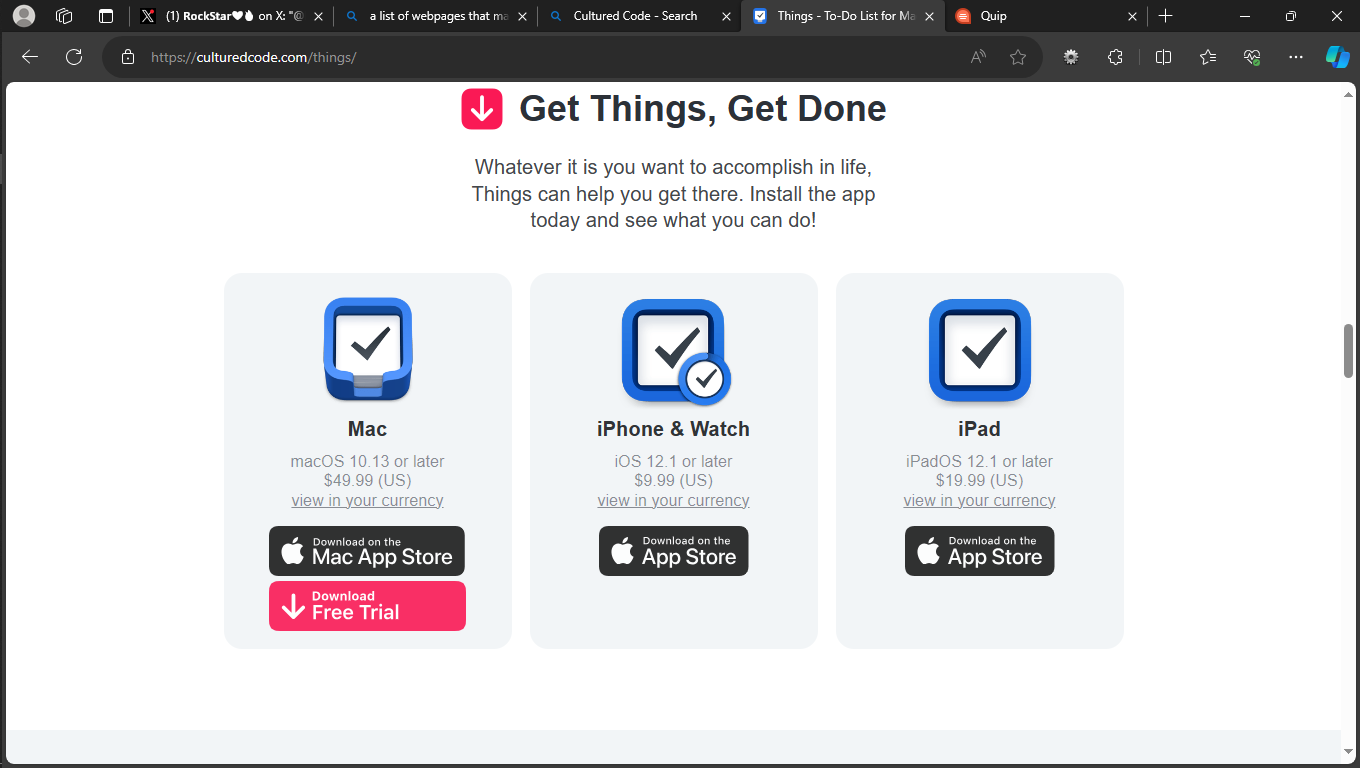 (1) RockStar🖤💧 on X: "@
a list of webpages that ma
Cultured Code - Search
Things - To-Do List for Ma
Quip
https://culturedcode.com/things/
Get Things, Get Done
Whatever it is you want to accomplish in life,
Things can help you get there. Install the app
today and see what you can do!
Mac
macOS 10.13 or later
$49.99 (US)
view in your currency
Download on the
Mac App Store
Download
Free Trial
iPhone & Watch
iOS 12.1 or later
$9.99 (US)
view in your currency
Download on the
App Store
iPad
iPadOS 12.1 or later
$19.99 (US)
view in your currency
Download on the
App Store